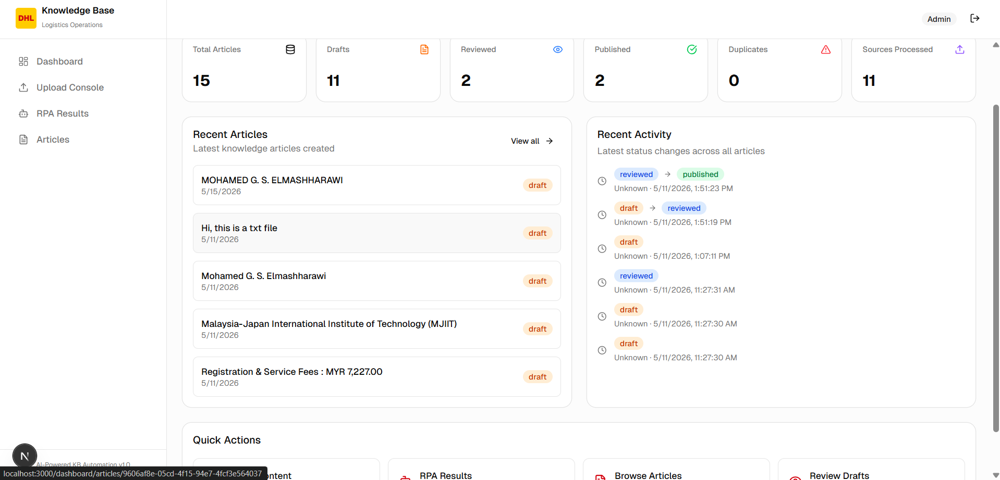 DHL
Knowledge Base
Logistics Operations
Admin
Dashboard
Upload Console
RPA Results
Articles
Total Articles
15
Drafts
11
Reviewed
2
Published
2
Duplicates
0
Sources Processed
11
Recent Articles
Latest knowledge articles created
View all
MOHAMED G. S. ELMASHHARAWI
5/15/2026
draft
Hi, this is a txt file
5/11/2026
draft
Mohamed G. S. Elmashharawi
5/11/2026
draft
Malaysia-Japan International Institute of Technology (MJIIT)
5/11/2026
draft
Registration & Service Fees : MYR 7,227.00
5/11/2026
draft
Recent Activity
Latest status changes across all articles
reviewed → published
Unknown · 5/11/2026, 1:51:23 PM
draft → reviewed
Unknown · 5/11/2026, 1:51:19 PM
draft
Unknown · 5/11/2026, 1:07:11 PM
reviewed
Unknown · 5/11/2026, 11:27:31 AM
draft
Unknown · 5/11/2026, 11:27:30 AM
draft
Unknown · 5/11/2026, 11:27:30 AM
Quick Actions
RPA Results
Browse Articles
Review Drafts
N
AI-Powered KB Automation v1.0
localhost:3000/dashboard/articles/9606af8e-05cd-4f15-94e7-4fcf3e564037